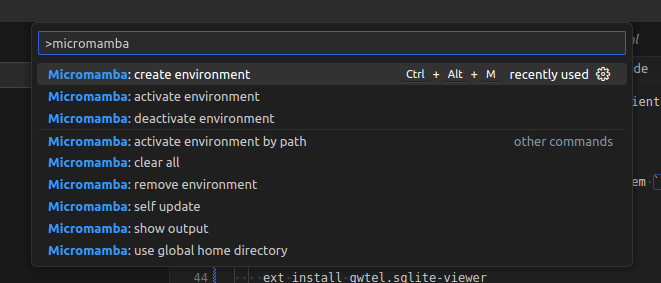 >micromamba
Micromamba: create environment Ctrl + Alt + M recently used
Micromamba: activate environment
Micromamba: deactivate environment
Micromamba: activate environment by path other commands
Micromamba: clear all
Micromamba: remove environment
Micromamba: self update
Micromamba: show output
Micromamba: use global home directory
44 ext install qwtel.sqlite-viewer